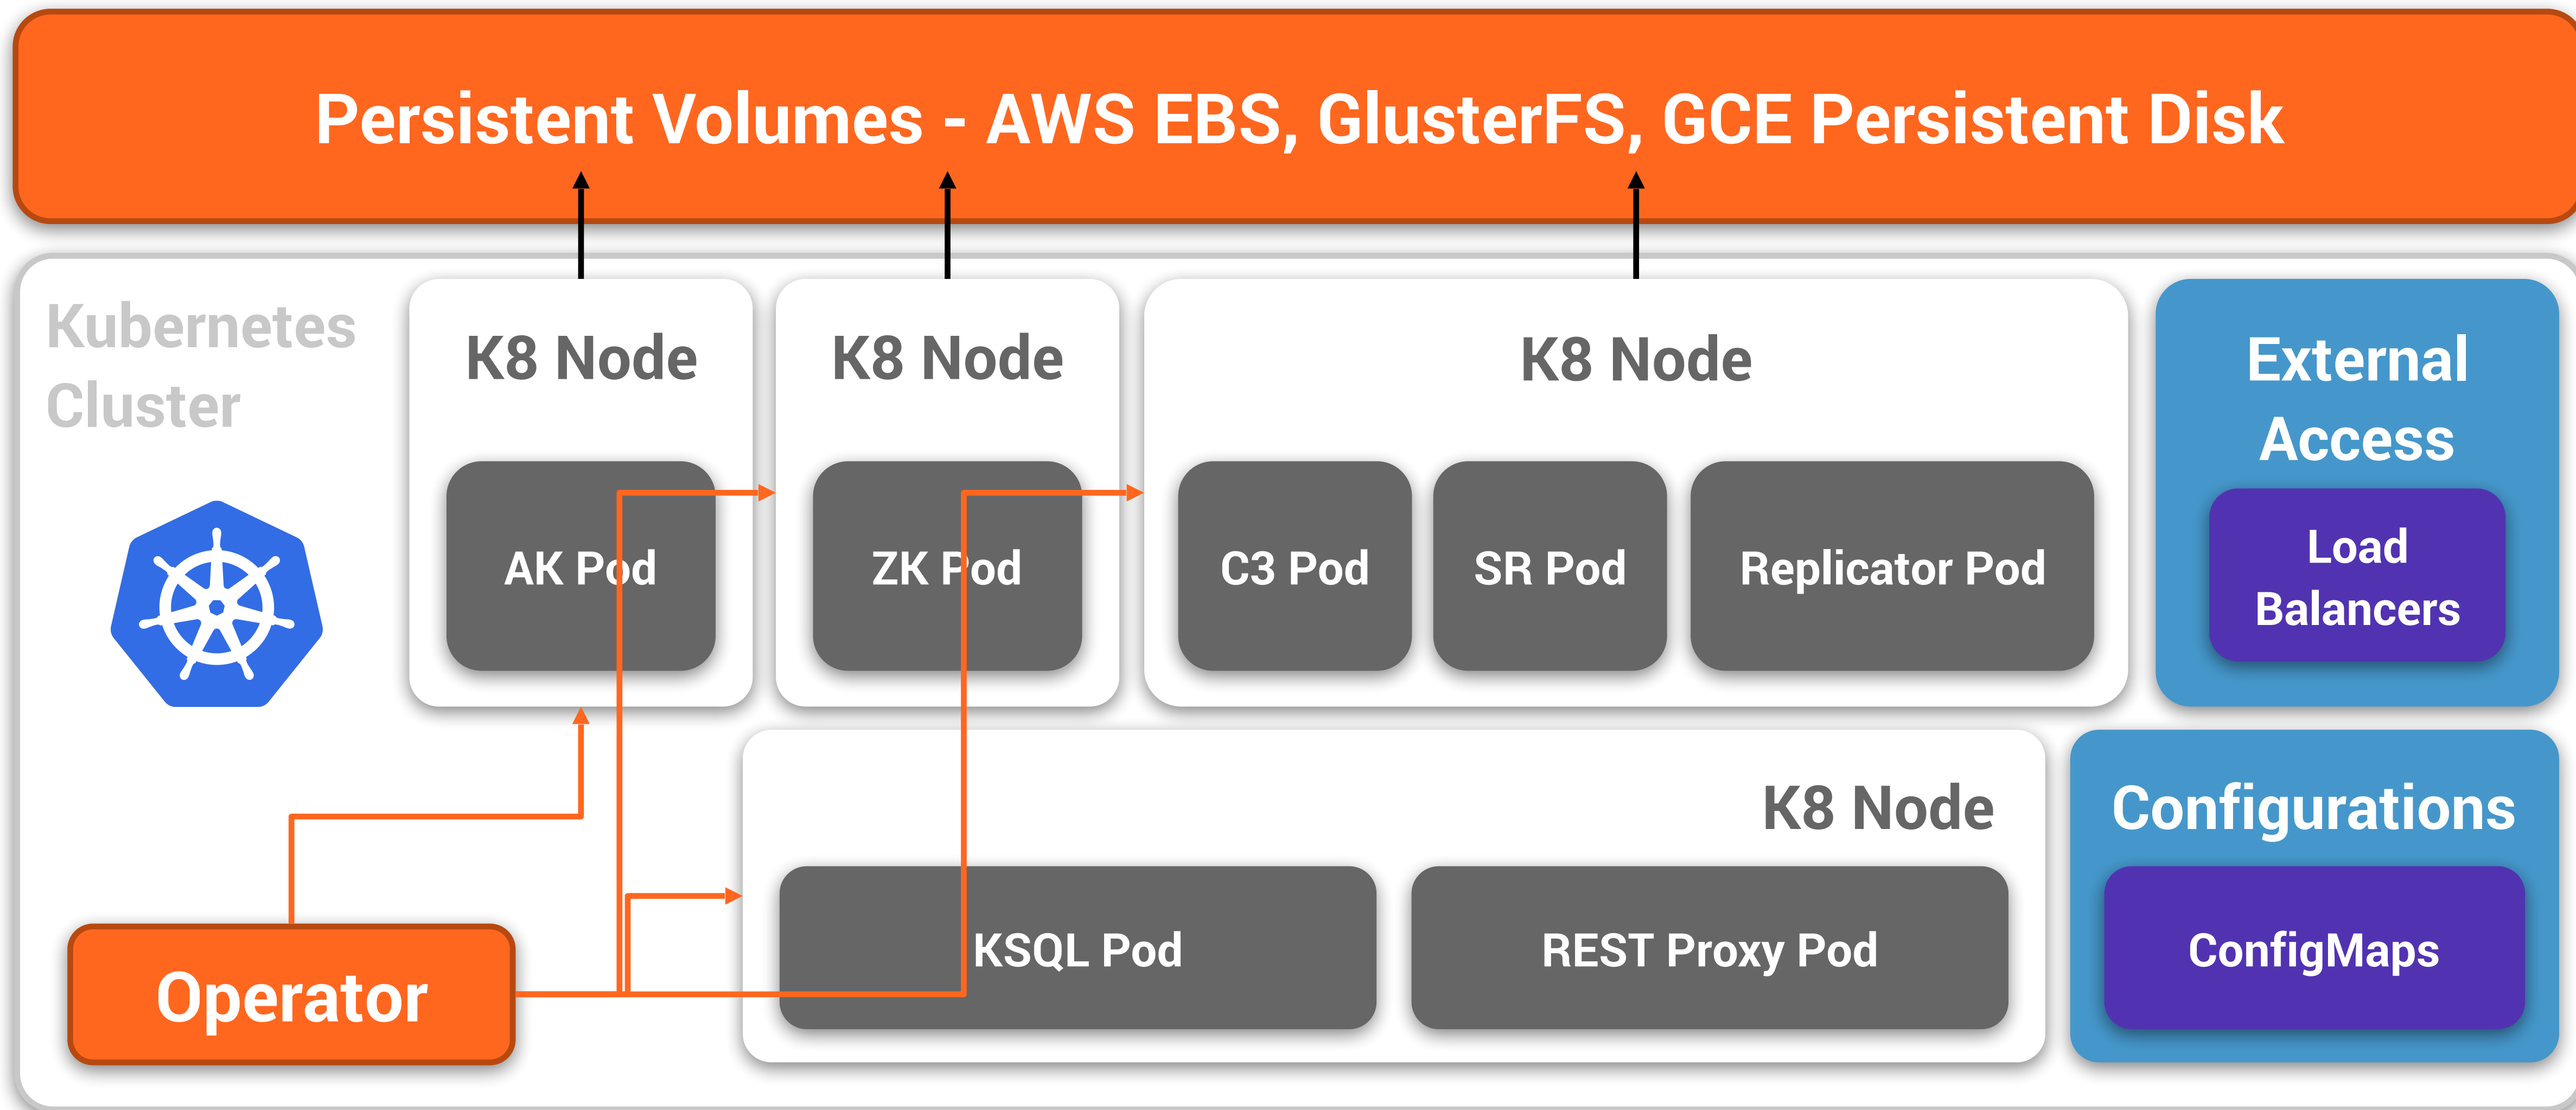 Persistent Volumes - AWS EBS, GlusterFS, GCE Persistent Disk
Kubernetes
Cluster
K8 Node
AK Pod
K8 Node
ZK Pod
K8 Node
C3 Pod
SR Pod
Replicator Pod
External
Access
Load
Balancers
Operator
K8 Node
KSQL Pod
REST Proxy Pod
Configurations
ConfigMaps